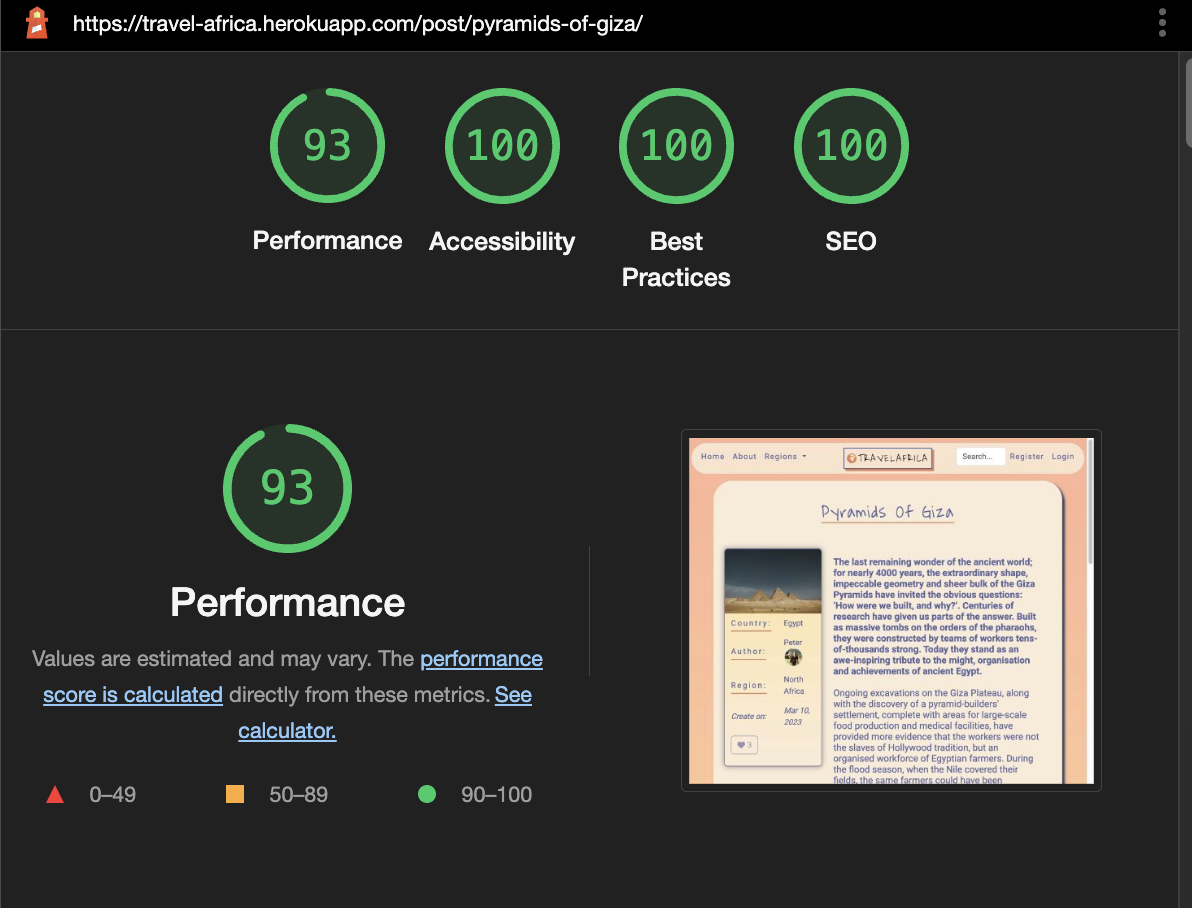 https://travel-africa.herokuapp.com/post/pyramids-of-giza/
93
100
100
100
Performance
Accessibility
Best
Practices
SEO
93
Performance
Values are estimated and may vary. The performance
score is calculated directly from these metrics. See
calculator.
0–49
50–89
90–100
Home About Regions
TRAVELAFRICA
Search...
Register Login
Pyramids Of Giza
Country: Egypt
Author: Peter
Region: North
Africa
Create on: Mar 10,
2023
3
The last remaining wonder of the ancient world;
for nearly 4000 years, the extraordinary shape,
impeccable geometry and sheer bulk of the Giza
Pyramids have invited the obvious questions:
'How were we built, and why?'. Centuries of
research have given us parts of the answer. Built
as massive tombs on the orders of the pharaohs,
they were constructed by teams of workers tens-
of-thousands strong. Today they stand as an
awe-inspiring tribute to the might, organisation
and achievements of ancient Egypt.
Ongoing excavations on the Giza Plateau, along
with the discovery of a pyramid-builders'
settlement, complete with areas for large-scale
food production and medical facilities, have
provided more evidence that the workers were not
the slaves of Hollywood tradition, but an
organised workforce of Egyptian farmers. During
the flood season, when the Nile covered their
fields, the same farmers could have been